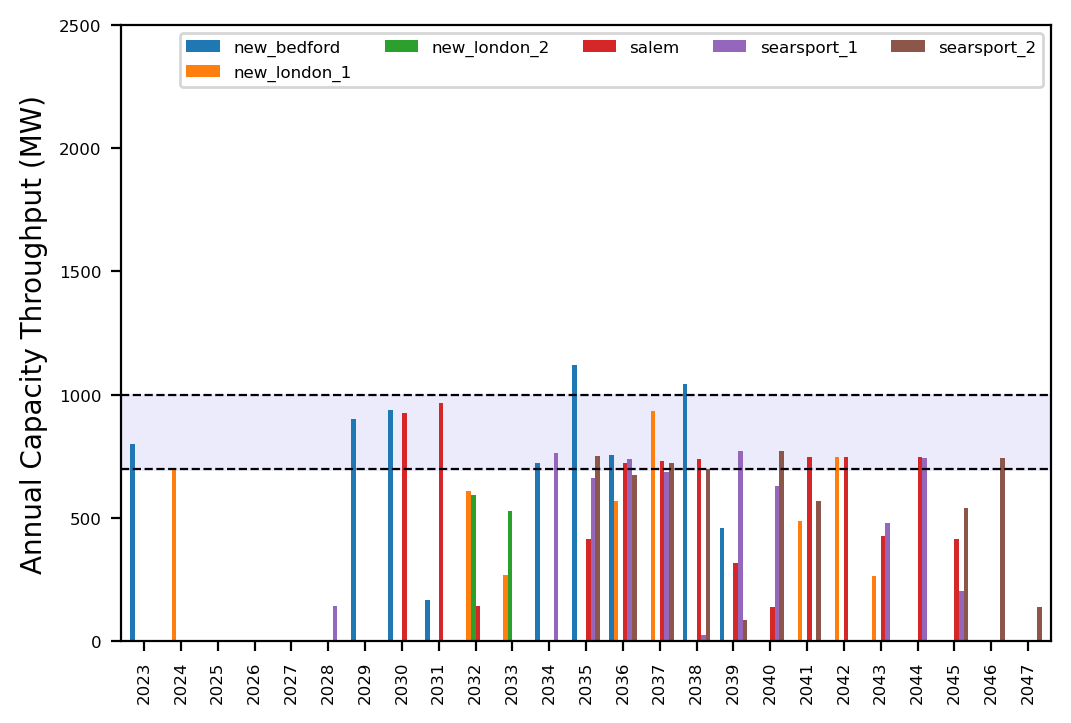 Annual Capacity Throughput (MW)
2500
2000
1500
1000
500
0
new_bedford new_london_2 salem searsport_1 searsport_2
new_london_1
2023 2024 2025 2026 2027 2028 2029 2030 2031 2032 2033 2034 2035 2036 2037 2038 2039 2040 2041 2042 2043 2044 2045 2046 2047